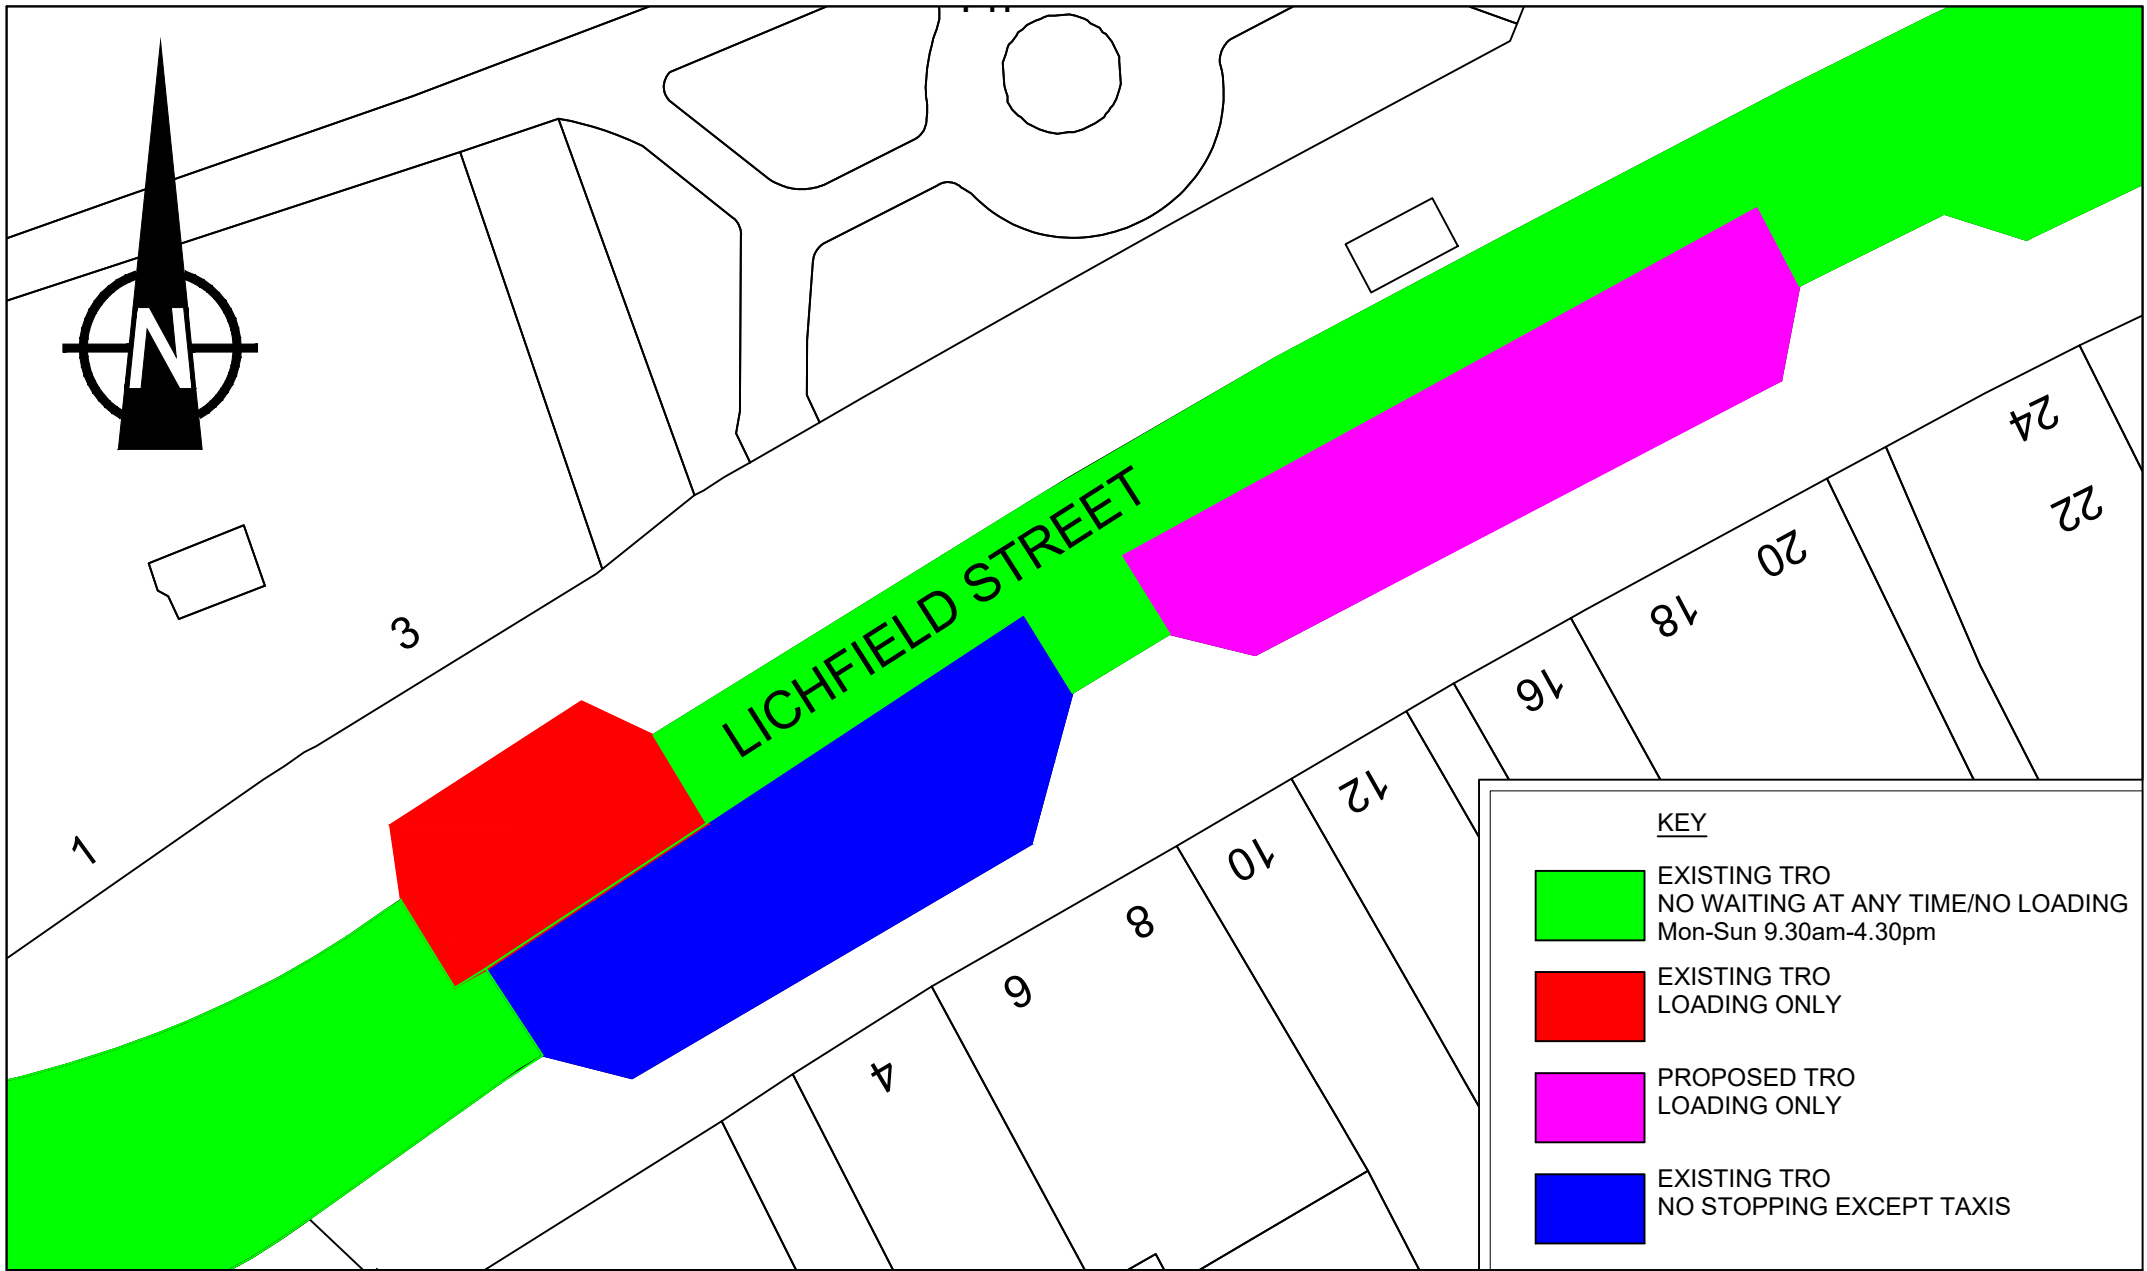 N
3
1
LICHFIELD STREET
24
22
20
18
16
12
10
8
6
4
KEY
EXISTING TRO
NO WAITING AT ANY TIME/NO LOADING
Mon-Sun 9.30am-4.30pm
EXISTING TRO
LOADING ONLY
PROPOSED TRO
LOADING ONLY
EXISTING TRO
NO STOPPING EXCEPT TAXIS